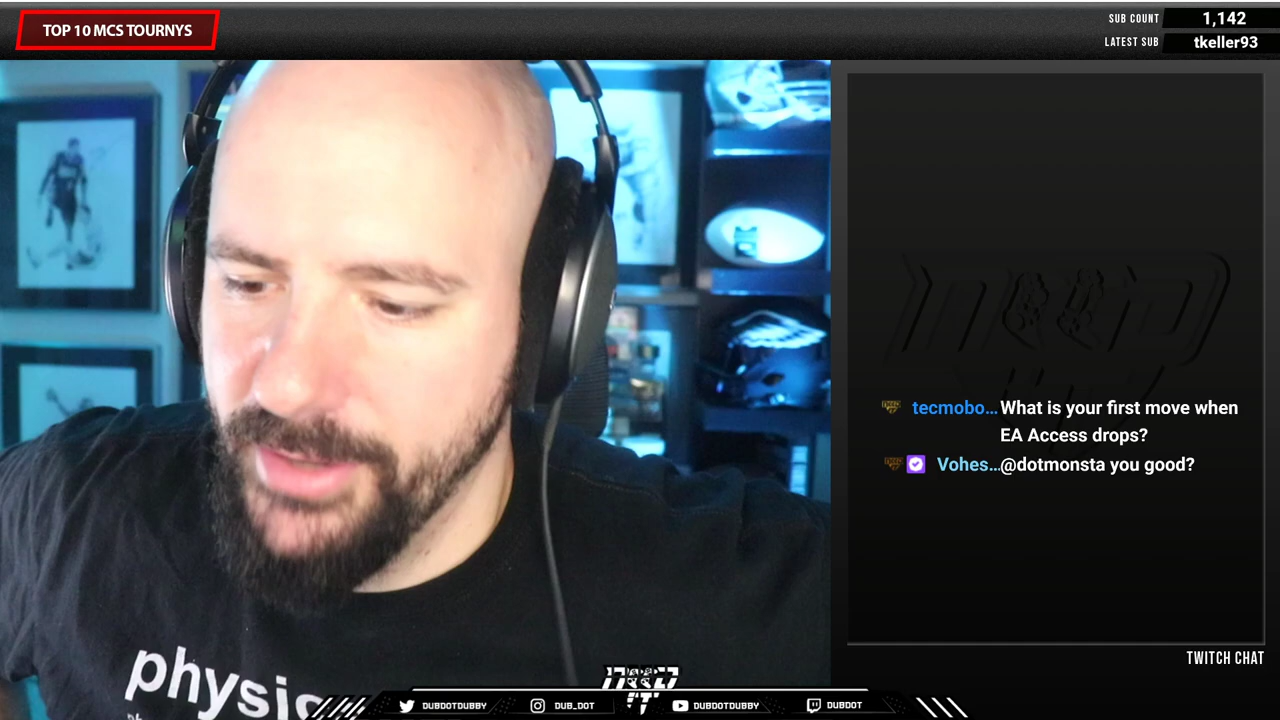 TOP 10 MCS TOURNYS
SUB COUNT
1,142
LATEST SUB
tkeller93
tecmobo... What is your first move when
EA Access drops?
Vohes... @dotmonsta you good?
TWITCH CHAT
physic
DUBDOTDUBBY
DUB_DOT
DUBDOTDUBBY
DUBDOT